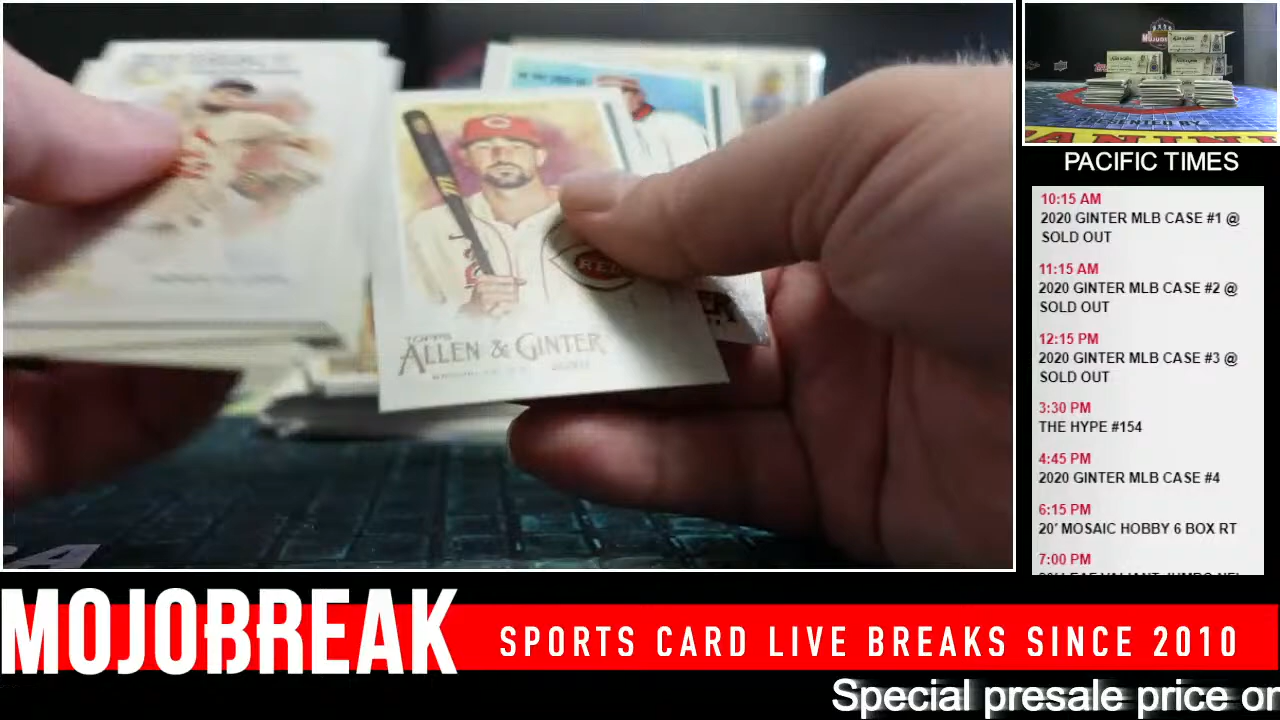 TOPPS
ALLEN & GINTER
REDS
PACIFIC TIMES
10:15 AM
2020 GINTER MLB CASE #1 @
SOLD OUT
11:15 AM
2020 GINTER MLB CASE #2 @
SOLD OUT
12:15 PM
2020 GINTER MLB CASE #3 @
SOLD OUT
3:30 PM
THE HYPE #154
4:45 PM
2020 GINTER MLB CASE #4
6:15 PM
20' MOSAIC HOBBY 6 BOX RT
7:00 PM
MOJOBREAK
SPORTS CARD LIVE BREAKS SINCE 2010
Special presale price or